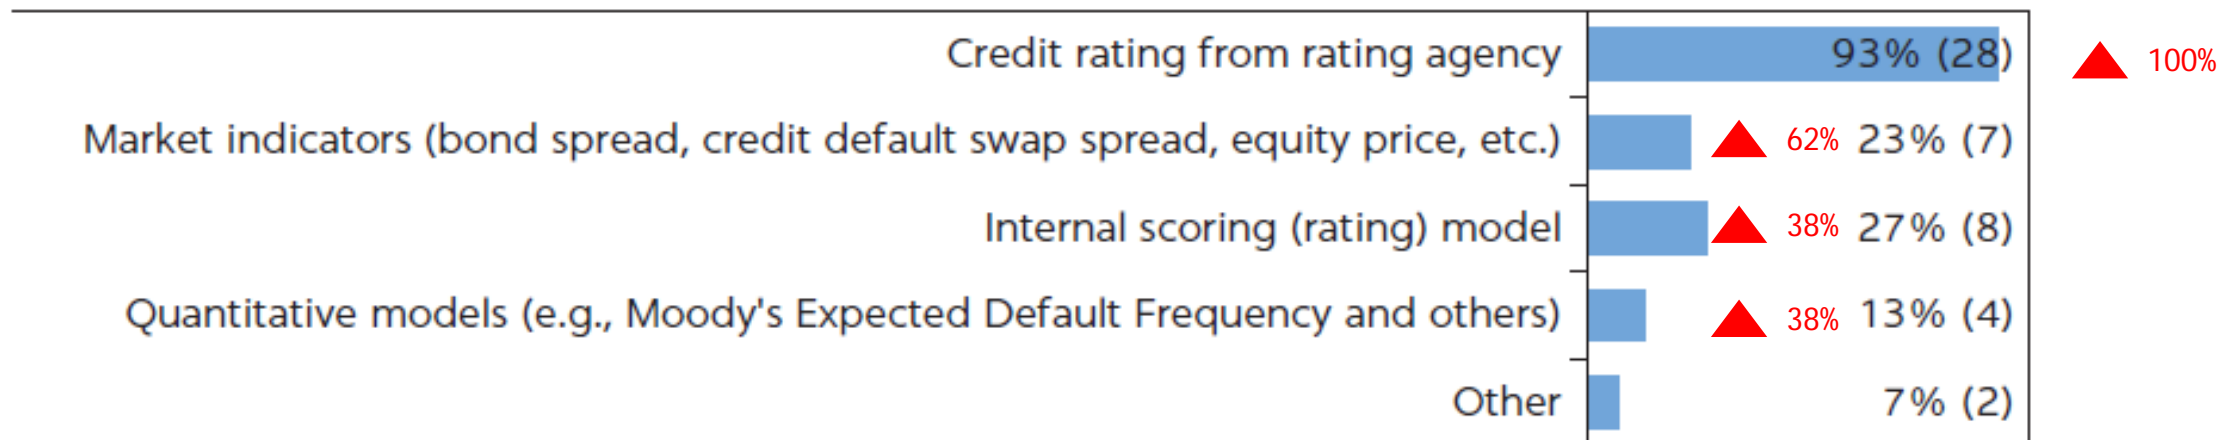 Credit rating from rating agency 93% (28) 100%
Market indicators (bond spread, credit default swap spread, equity price, etc.) 62% 23% (7)
Internal scoring (rating) model 38% 27% (8)
Quantitative models (e.g., Moody's Expected Default Frequency and others) 38% 13% (4)
Other 7% (2)